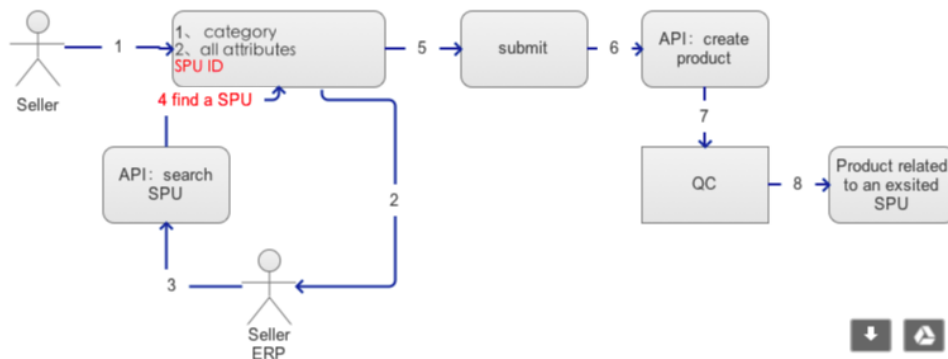 1
1、 category
2、 all attributes
SPU ID
5
submit
6
API: create
product
Seller
4 find a SPU
7
API: search
SPU
2
QC
8
Product related
to an exsited
SPU
3
Seller
ERP